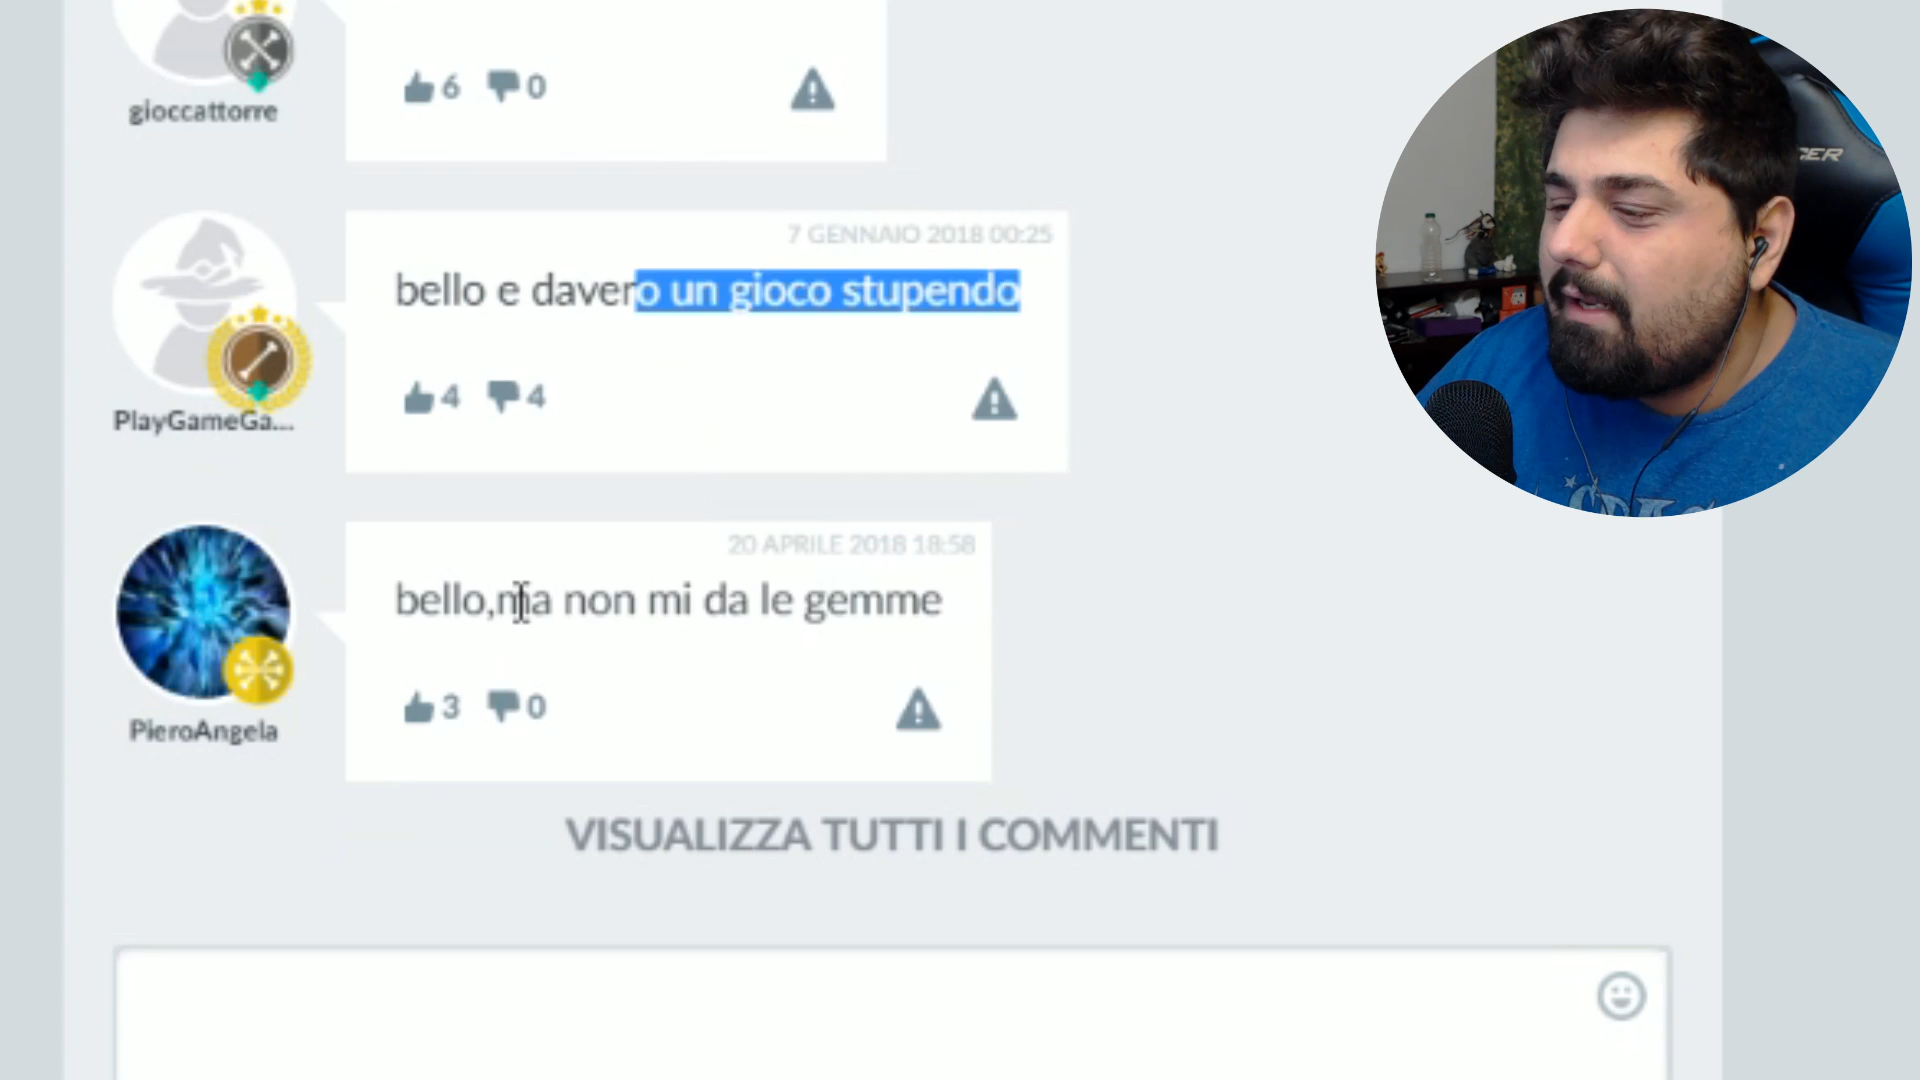 6 0
gioccattorre
7 GENNAIO 2018 00:25
bello e davero un gioco stupendo
4 4
PlayGameGa...
20 APRILE 2018 18:58
bello,ma non mi da le gemme
3 0
PieroAngela
VISUALIZZA TUTTI I COMMENTI
CER